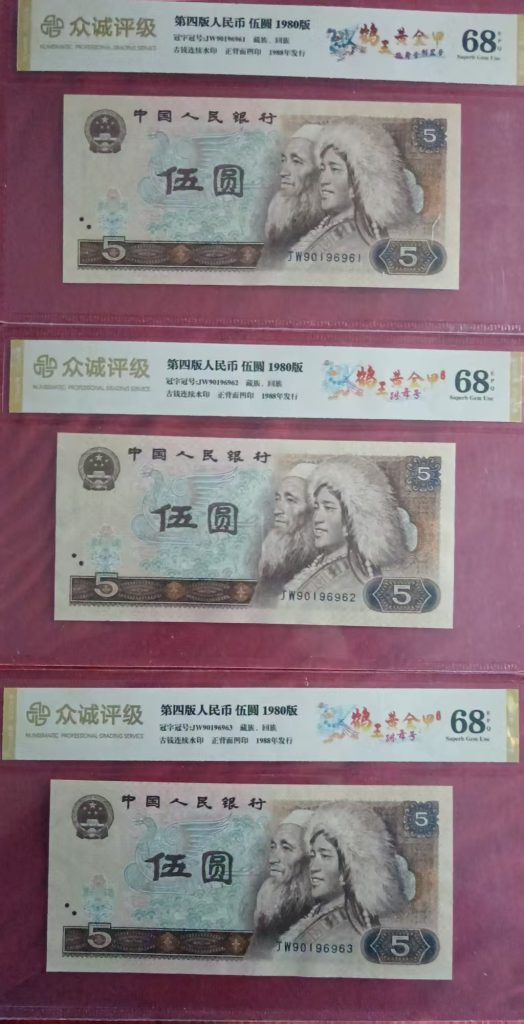 众诚评级
NUMISMATIC PROFESSIONAL GRADING SERVICE
第四版人民币 伍圆 1980版
冠字冠号:JW90196961 藏族、回族
古钱连续水印 正背面凹印 1988年发行
鹤王 黄金甲
68 EPQ
Superb Gem Unc
中国人民银行
5
伍圆
JW90196961
5
5
众诚评级
NUMISMATIC PROFESSIONAL GRADING SERVICE
第四版人民币 伍圆 1980版
冠字冠号:JW90196962 藏族、回族
古钱连续水印 正背面凹印 1988年发行
鹤王 黄金甲
68 EPQ
Superb Gem Unc
中国人民银行
5
伍圆
JW90196962
5
5
众诚评级
NUMISMATIC PROFESSIONAL GRADING SERVICE
第四版人民币 伍圆 1980版
冠字冠号:JW90196963 藏族、回族
古钱连续水印 正背面凹印 1988年发行
鹤王 黄金甲
68 EPQ
Superb Gem Unc
中国人民银行
5
伍圆
JW90196963
5
5